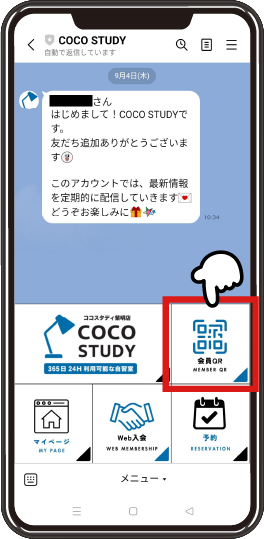 COCO STUDY
自動で返信しています
9月4日(木)
さん
はじめまして！COCO STUDYで
す。
友だち追加ありがとうございま
す
このアカウントでは、最新情報
を定期的に配信していきます
どうぞお楽しみに
10:34
ココスタディ紫明店
COCO
STUDY
365日 24H 利用可能な自習室
会員QR
MEMBER QR
マイページ
MY PAGE
Web入会
WEB MEMBERSHIP
予約
RESERVATION
メニュー